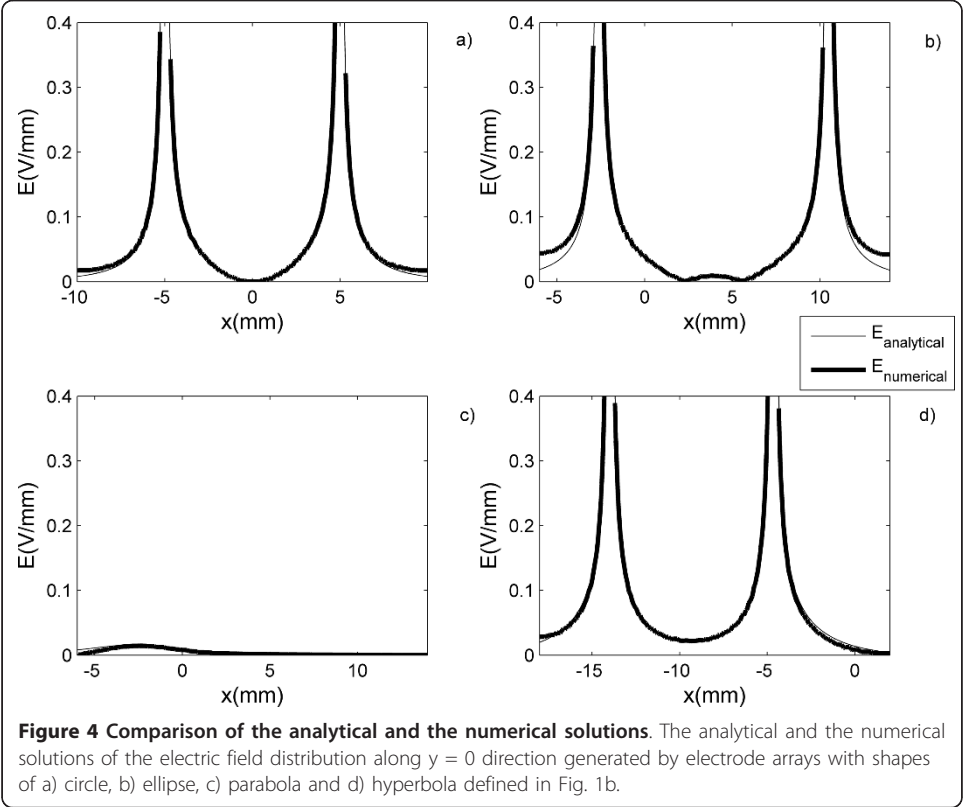 a)
0.4
0.3
0.2
0.1
0
E(V/mm)
-10
-5
0
5
x(mm)
b)
0.4
0.3
0.2
0.1
0
E(V/mm)
-5
0
5
10
x(mm)
E analytical
E numerical
c)
0.4
0.3
0.2
0.1
0
E(V/mm)
-5
0
5
10
x(mm)
d)
0.4
0.3
0.2
0.1
0
E(V/mm)
-15
-10
-5
0
x(mm)
Figure 4 Comparison of the analytical and the numerical solutions. The analytical and the numerical
solutions of the electric field distribution along y = 0 direction generated by electrode arrays with shapes
of a) circle, b) ellipse, c) parabola and d) hyperbola defined in Fig. 1b.